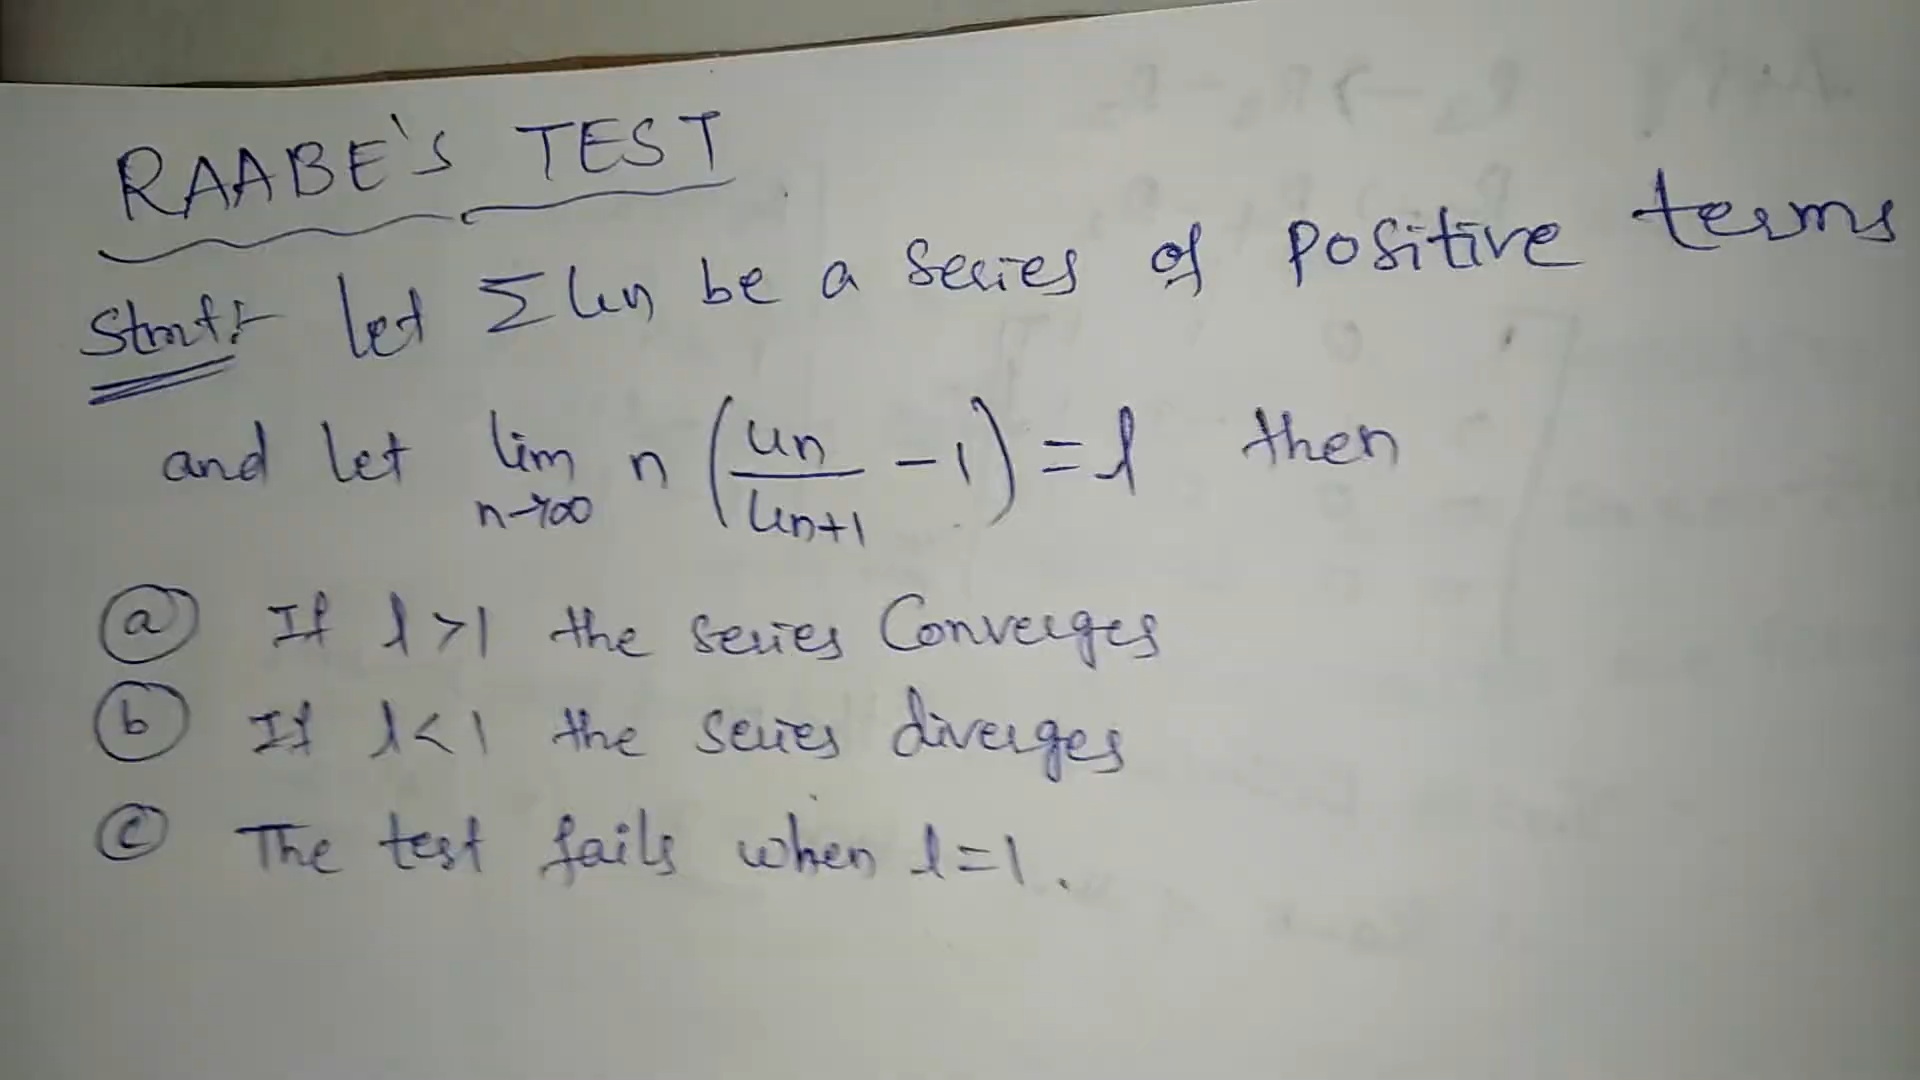 RAABE'S TEST
Stmt:- let Σ un be a series of positive terms
and let lim n→∞ n (un/un+1 - 1) = l then
(a) If l>1 the series Converges
(b) If l<1 the series diverges
(c) The test fails when l=1.